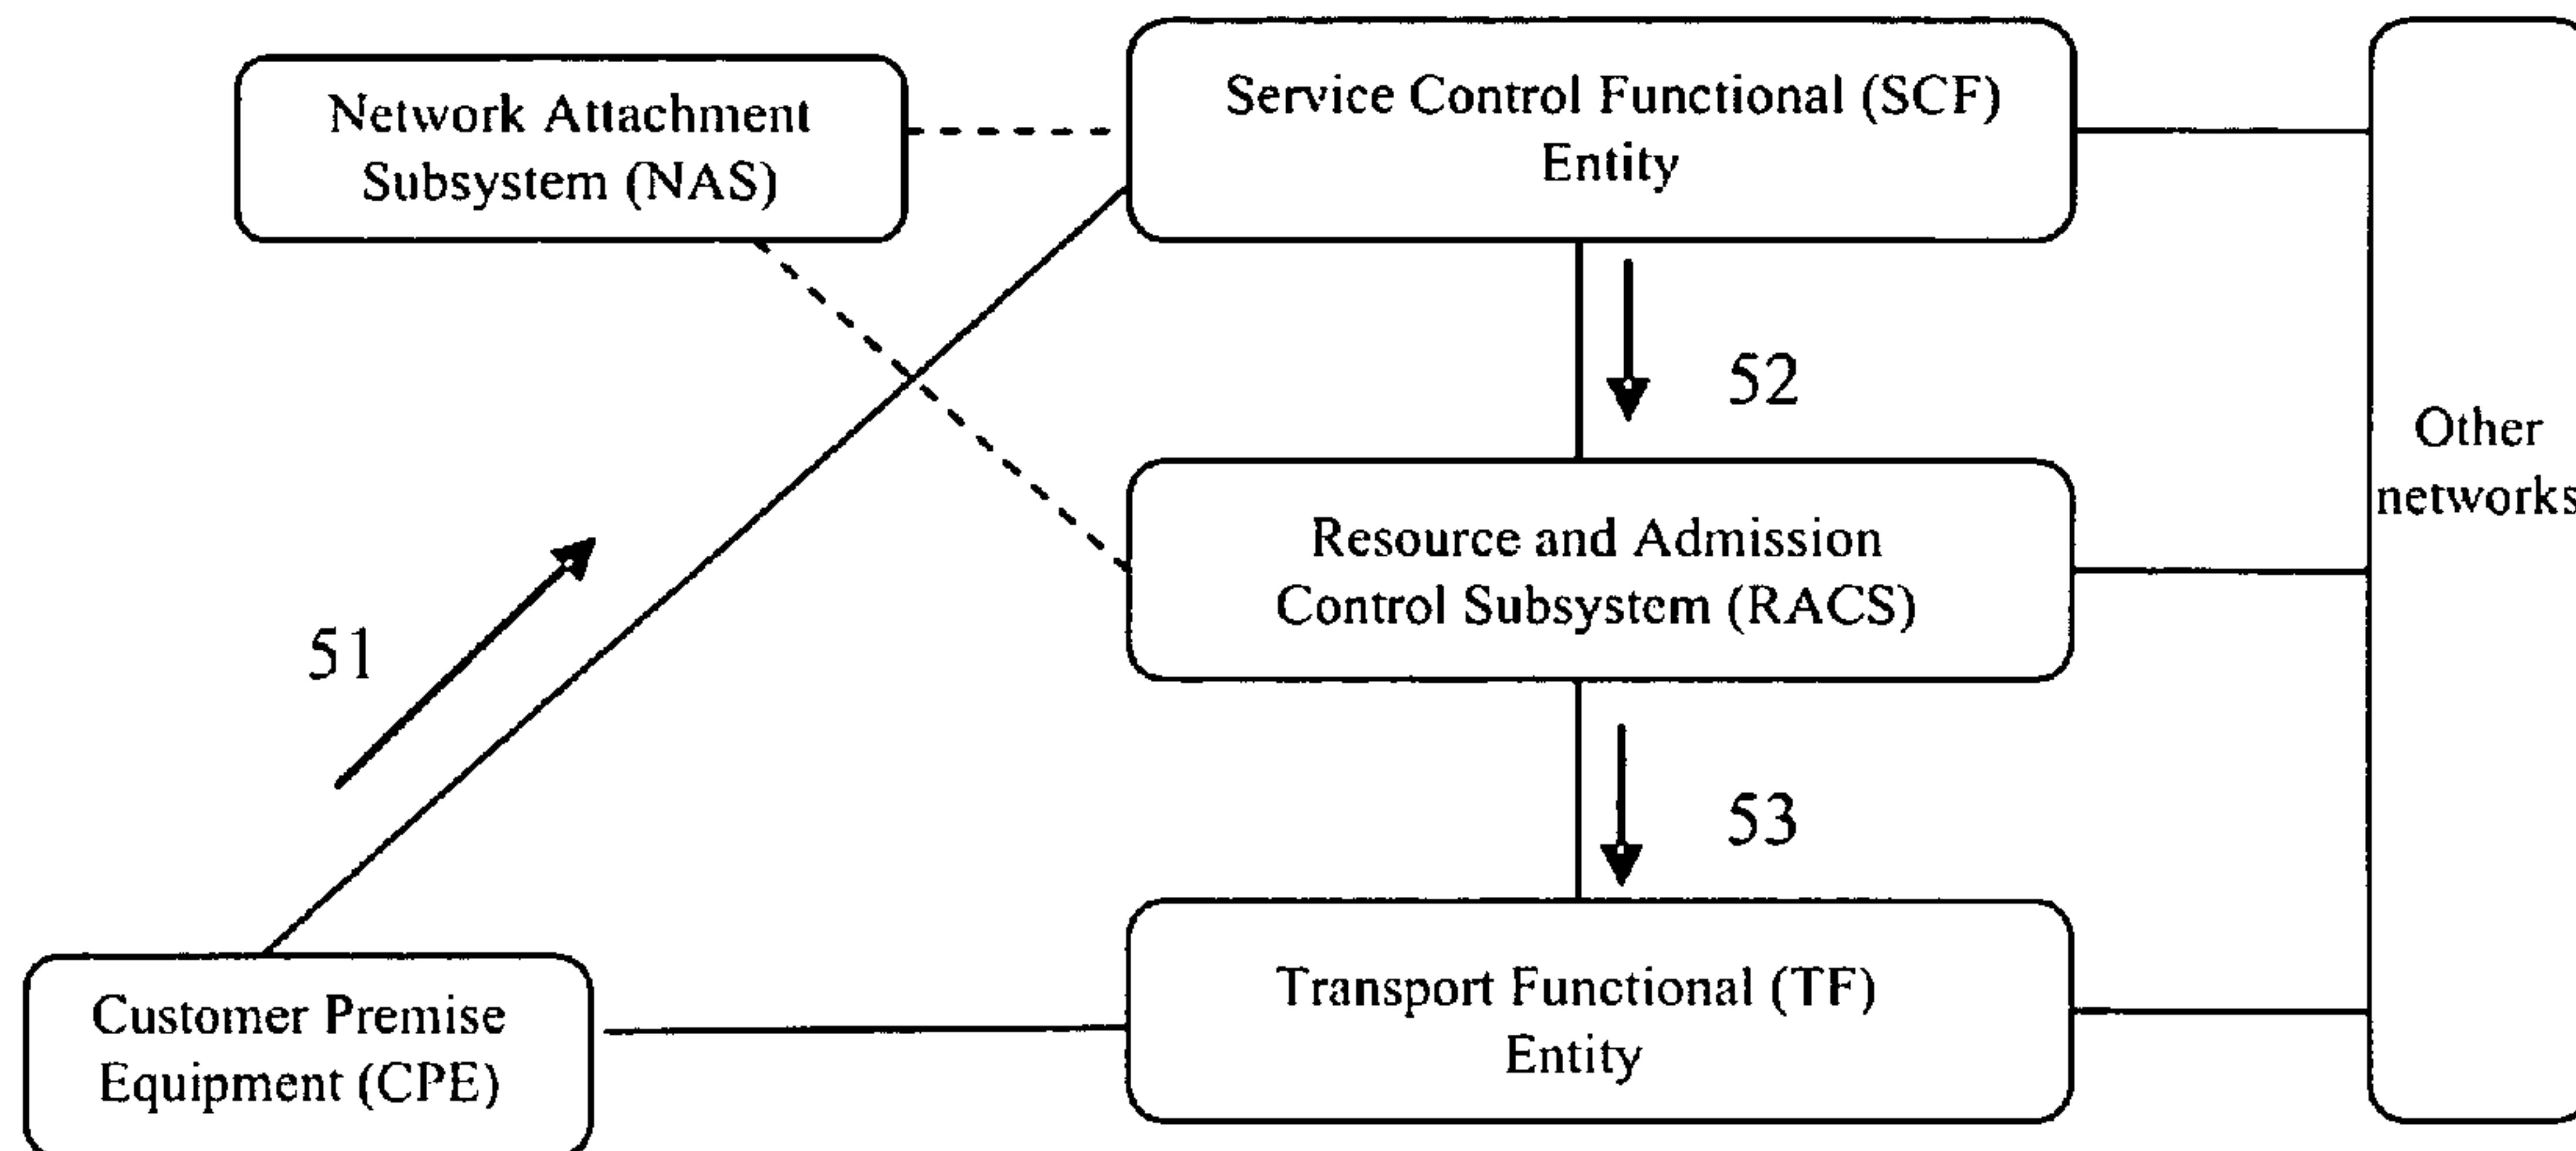 Network Attachment
Subsystem (NAS)
Service Control Functional (SCF)
Entity
52
Other
networks
Resource and Admission
Control Subsystem (RACS)
51
53
Transport Functional (TF)
Entity
Customer Premise
Equipment (CPE)